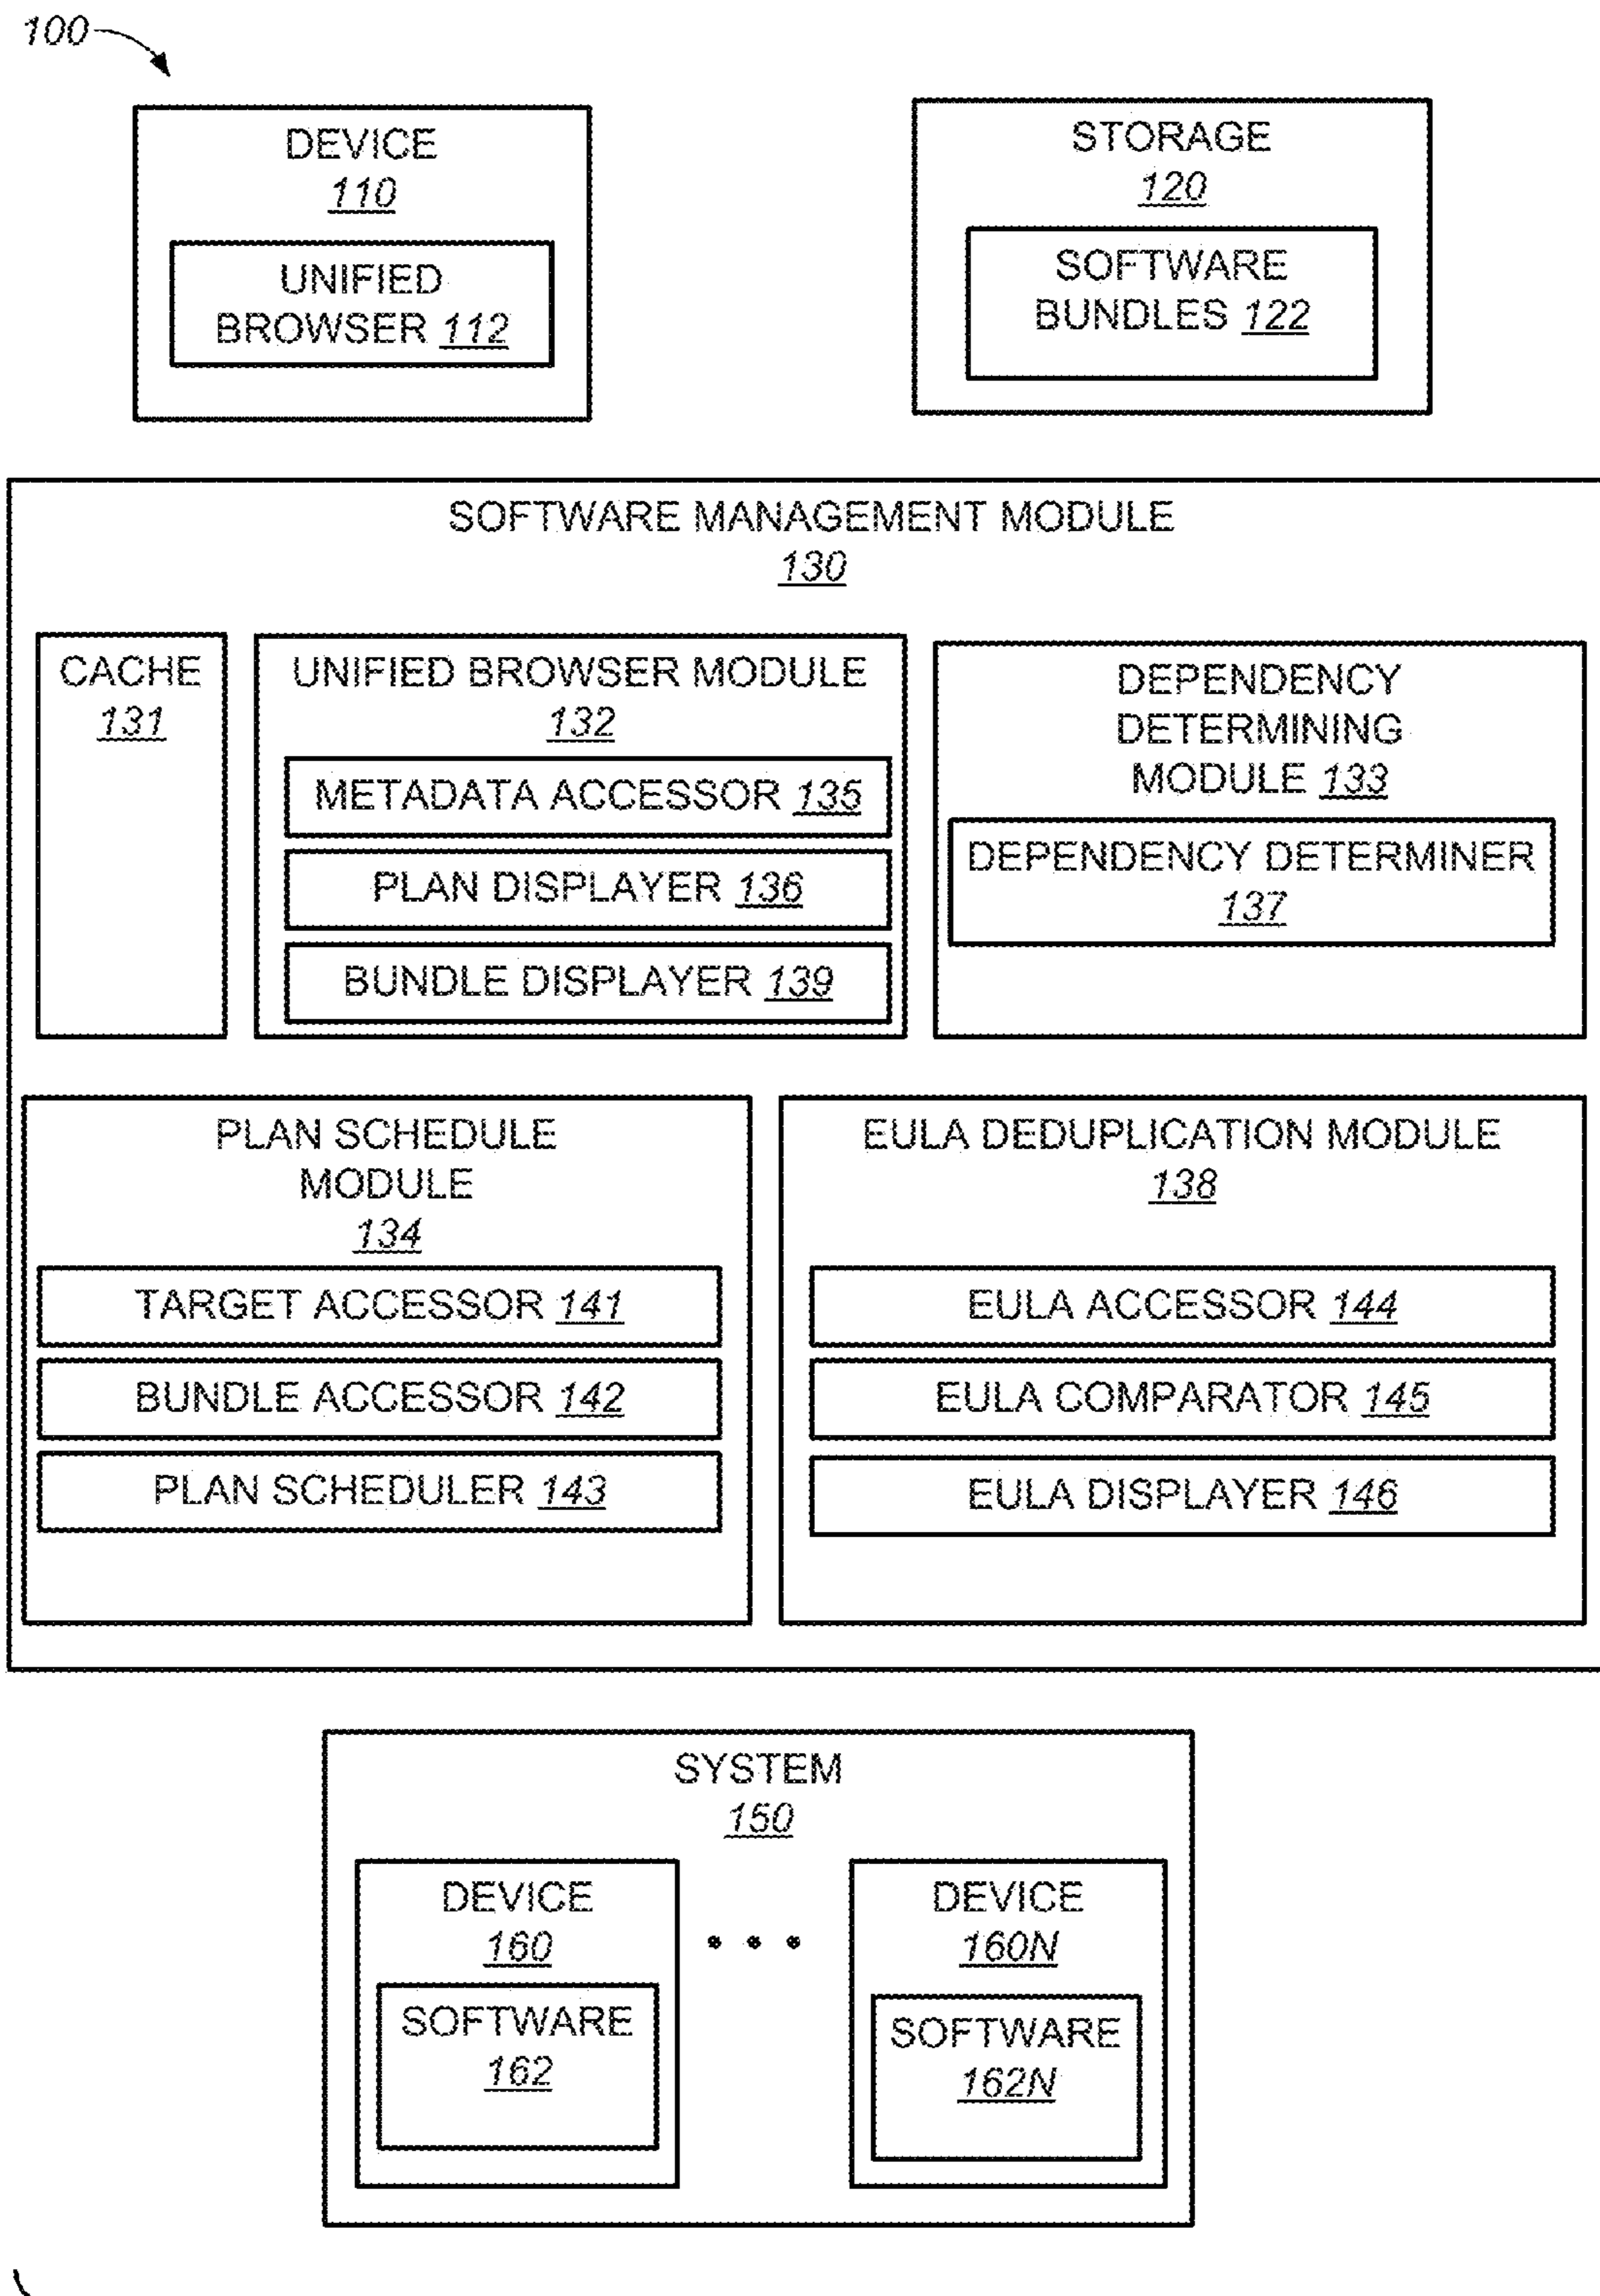 100
DEVICE
110
UNIFIED
BROWSER 112
STORAGE
120
SOFTWARE
BUNDLES 122
SOFTWARE MANAGEMENT MODULE
130
CACHE
131
UNIFIED BROWSER MODULE
132
METADATA ACCESSOR 135
PLAN DISPLAYER 136
BUNDLE DISPLAYER 139
DEPENDENCY
DETERMINING
MODULE 133
DEPENDENCY DETERMINER
137
PLAN SCHEDULE
MODULE
134
TARGET ACCESSOR 141
BUNDLE ACCESSOR 142
PLAN SCHEDULER 143
EULA DEDUPLICATION MODULE
138
EULA ACCESSOR 144
EULA COMPARATOR 145
EULA DISPLAYER 146
SYSTEM
150
DEVICE
160
SOFTWARE
162
• • •
DEVICE
160N
SOFTWARE
162N